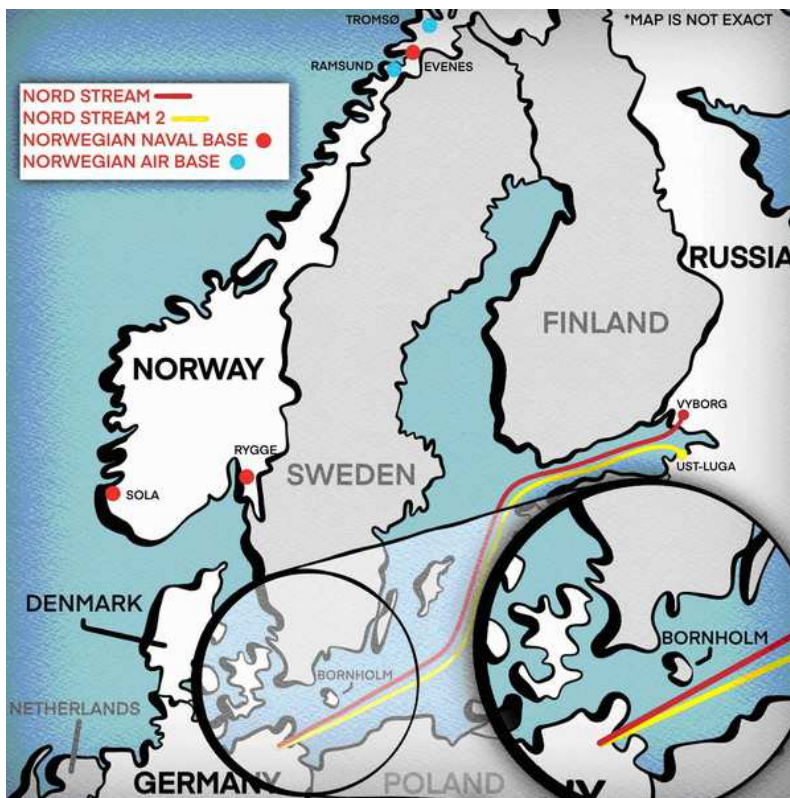 TROMSØ
*MAP IS NOT EXACT
RAMSUND
EVENES
NORD STREAM
NORD STREAM 2
NORWEGIAN NAVAL BASE
NORWEGIAN AIR BASE
RUSSIA
FINLAND
NORWAY
VYBORG
RYGGE
SWEDEN
UST-LUGA
SOLA
DENMARK
BORNHOLM
BORNHOLM
NETHERLANDS
GERMANY
POLAND
NY